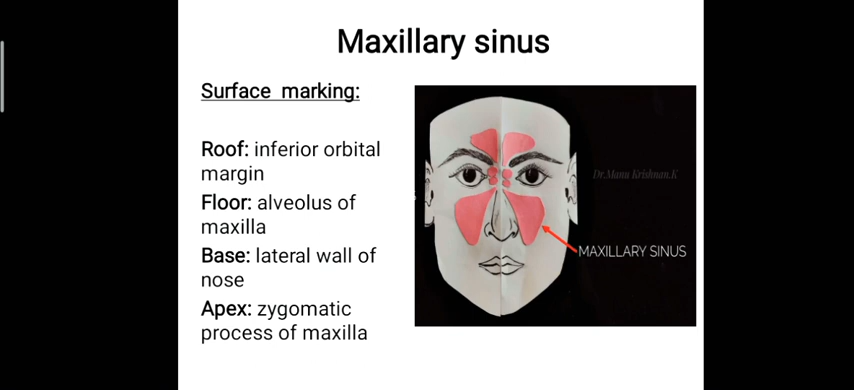 Maxillary sinus
Surface marking:
Roof: inferior orbital
margin
Floor: alveolus of
maxilla
Base: lateral wall of
nose
Apex: zygomatic
process of maxilla
Dr.Manu Krishnan.K
MAXILLARY SINUS